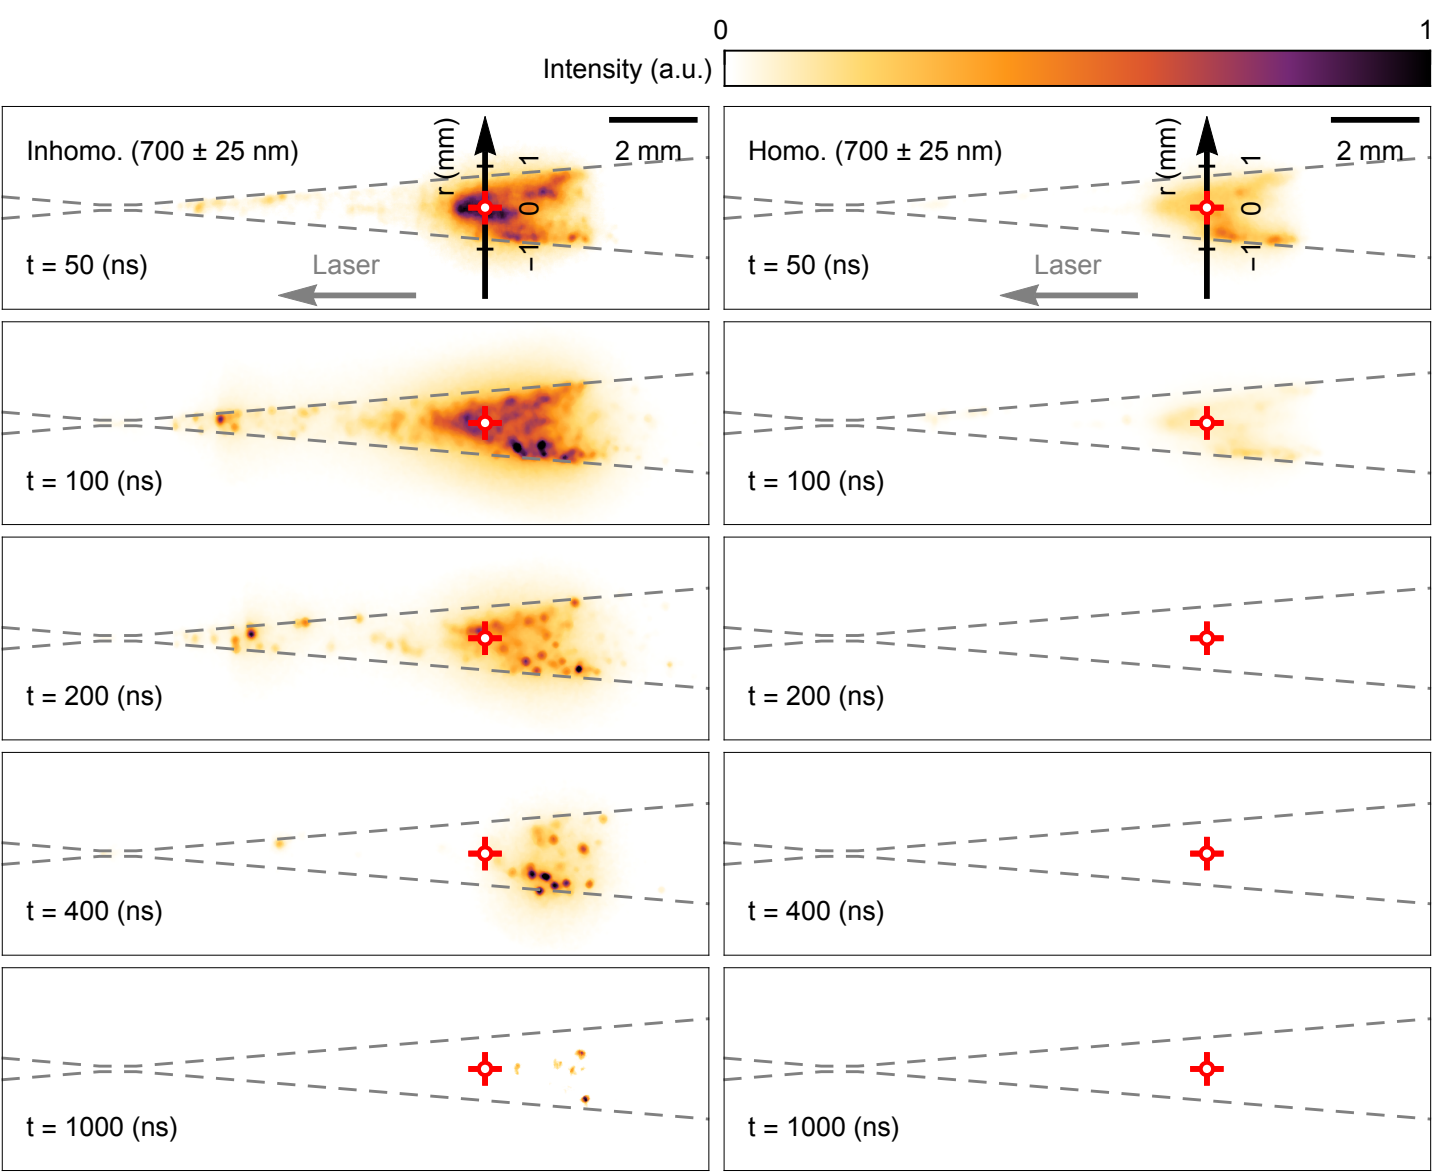 0 1
Intensity (a.u.)
Inhomo. (700 ± 25 nm)
r (mm)
1
0
−1
2 mm
t = 50 (ns)
Laser
Homo. (700 ± 25 nm)
r (mm)
1
0
−1
2 mm
t = 50 (ns)
Laser
t = 100 (ns)
t = 100 (ns)
t = 200 (ns)
t = 200 (ns)
t = 400 (ns)
t = 400 (ns)
t = 1000 (ns)
t = 1000 (ns)